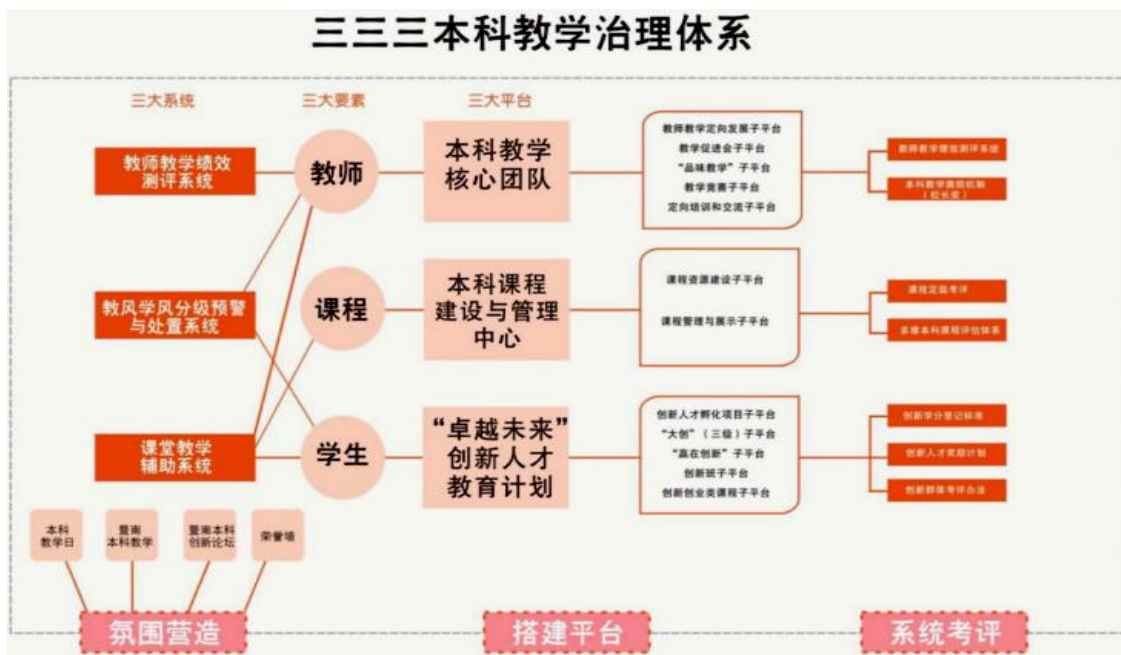 三三三本科教学治理体系
三大系统
三大要素
三大平台
教师教学绩效
测评系统
教师
本科教学
核心团队
教师教学定向发展子平台
教学促进会子平台
“品味教学”子平台
教学竞赛子平台
定向培训和交流子平台
教师教学绩效测评系统
本科教学激励机制
(校长奖)
教风学风分级预警
与处置系统
课程
本科课程
建设与管理
中心
课程资源建设子平台
课程管理与展示子平台
课程定级考评
多维本科课程评估体系
课堂教学
辅助系统
学生
“卓越未来”
创新人才
教育计划
创新人才孵化项目子平台
“大创”(三级)子平台
“赢在创新”子平台
创新班子平台
创新创业类课程子平台
创新学分登记标准
创新人才奖励计划
创新群体考评办法
本科
教学日
暨南
本科教学
暨南本科
创新论坛
荣誉墙
氛围营造
搭建平台
系统考评